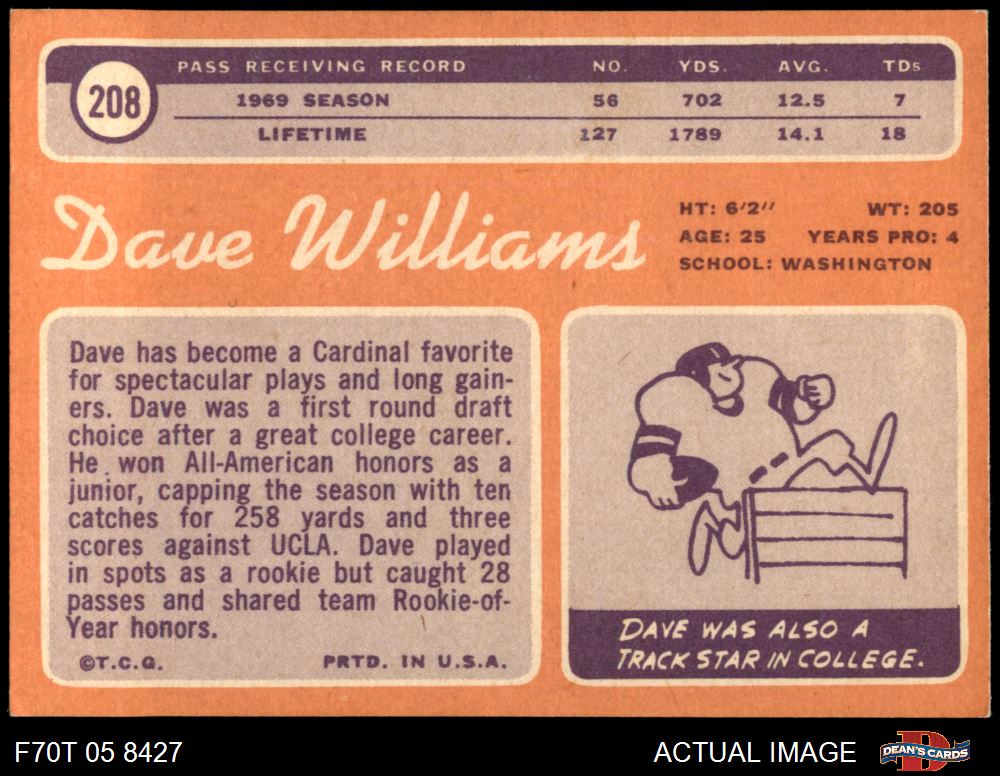 208
PASS RECEIVING RECORD NO. YDS. AVG. TDs
1969 SEASON 56 702 12.5 7
LIFETIME 127 1789 14.1 18
Dave Williams
HT: 6'2" WT: 205
AGE: 25 YEARS PRO: 4
SCHOOL: WASHINGTON
Dave has become a Cardinal favorite
for spectacular plays and long gain-
ers. Dave was a first round draft
choice after a great college career.
He won All-American honors as a
junior, capping the season with ten
catches for 258 yards and three
scores against UCLA. Dave played
in spots as a rookie but caught 28
passes and shared team Rookie-of-
Year honors.
©T.C.G. PRTD. IN U.S.A.
DAVE WAS ALSO A
TRACK STAR IN COLLEGE.
F70T 05 8427 ACTUAL IMAGE DEAN'S CARDS